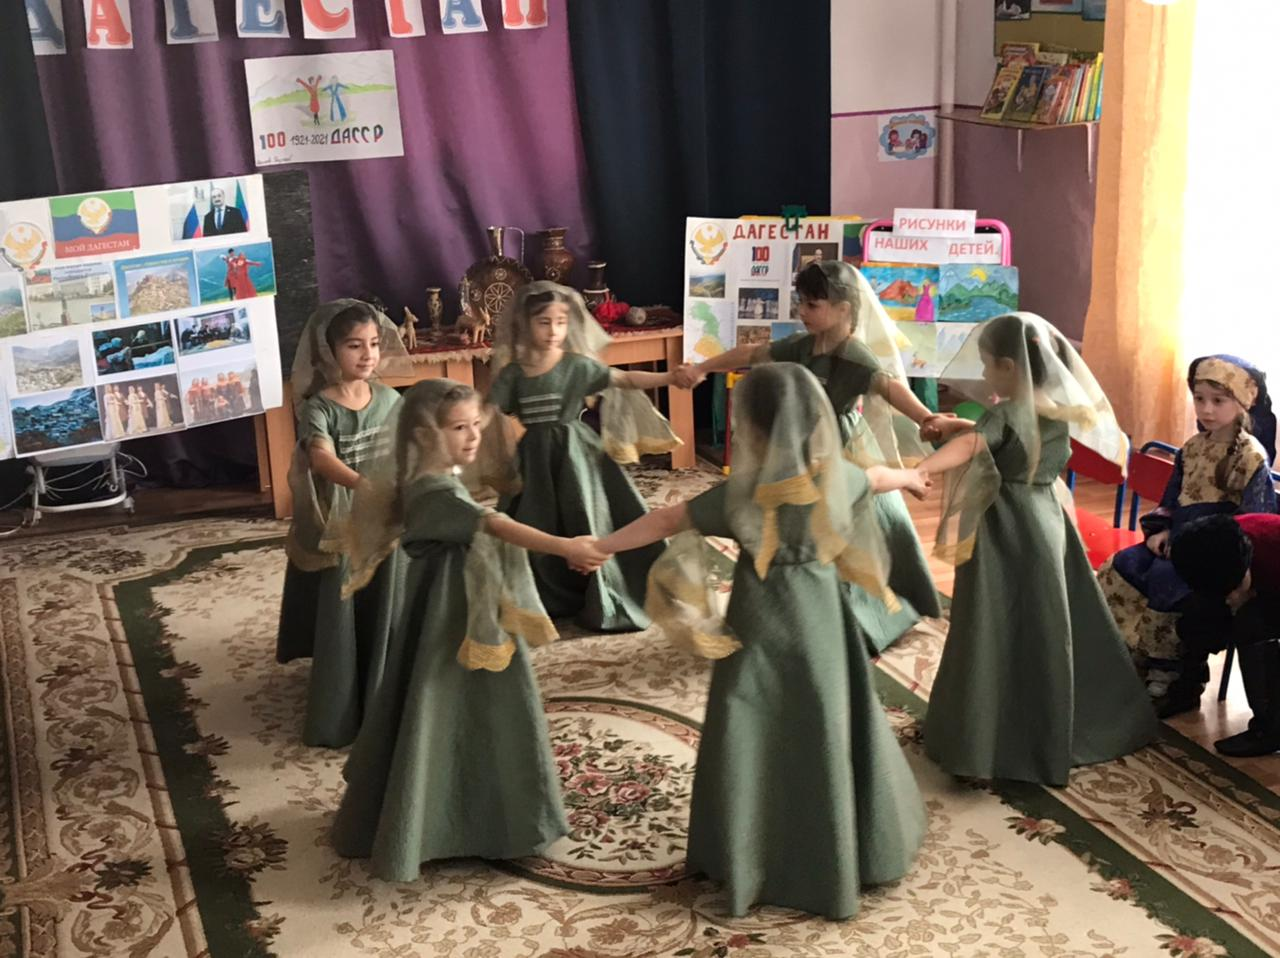 ДАГЕСТАН
100 1921-2021 ДАССР
МОЙ ДАГЕСТАН
ДАГЕСТАН
100
ДАССР
РИСУНКИ
НАШИХ ДЕТЕЙ.